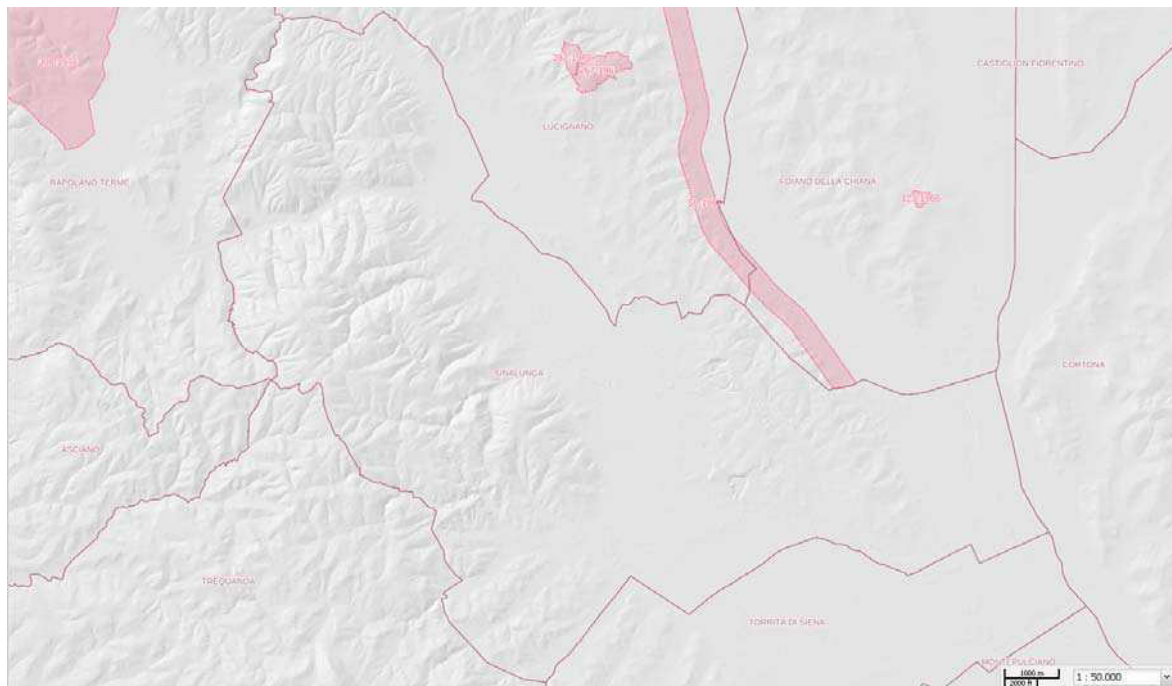 CASTIGLION FIORENTINO
LUCIGNANO
RAPOLANO TERME
FOIANO DELLA CHIANA
SINALUNGA
CORTONA
ASCIANO
TREQUANDA
TORRITA DI SIENA
MONTEPULCIANO
1000 m
2000 ft
1 : 50.000